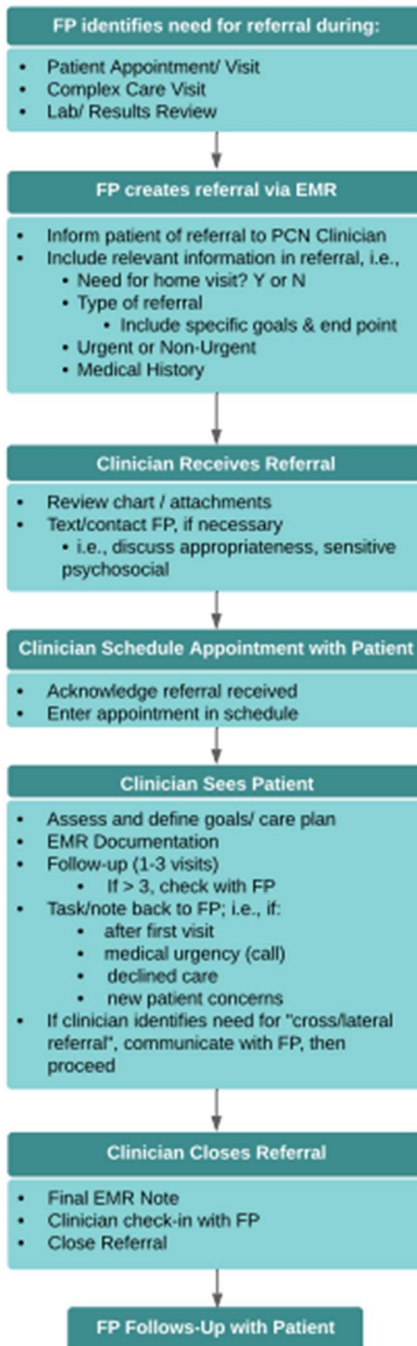 FP identifies need for referral during:
• Patient Appointment/ Visit
• Complex Care Visit
• Lab/ Results Review
FP creates referral via EMR
• Inform patient of referral to PCN Clinician
• Include relevant information in referral, i.e.,
• Need for home visit? Y or N
• Type of referral
• Include specific goals & end point
• Urgent or Non-Urgent
• Medical History
Clinician Receives Referral
• Review chart / attachments
• Text/contact FP, if necessary
• i.e., discuss appropriateness, sensitive
psychosocial
Clinician Schedule Appointment with Patient
• Acknowledge referral received
• Enter appointment in schedule
Clinician Sees Patient
• Assess and define goals/ care plan
• EMR Documentation
• Follow-up (1-3 visits)
• If > 3, check with FP
• Task/note back to FP; i.e., if:
• after first visit
• medical urgency (call)
• declined care
• new patient concerns
• If clinician identifies need for "cross/lateral
referral", communicate with FP, then
proceed
Clinician Closes Referral
• Final EMR Note
• Clinician check-in with FP
• Close Referral
FP Follows-Up with Patient